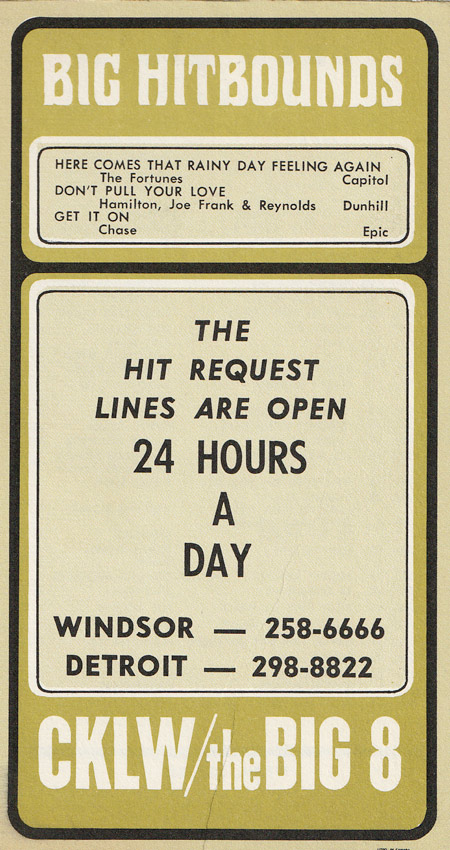 BIG HITBOUNDS
HERE COMES THAT RAINY DAY FEELING AGAIN
The Fortunes Capitol
DON'T PULL YOUR LOVE
Hamilton, Joe Frank & Reynolds Dunhill
GET IT ON
Chase Epic
THE
HIT REQUEST
LINES ARE OPEN
24 HOURS
A
DAY
WINDSOR — 258-6666
DETROIT — 298-8822
CKLW/the BIG 8